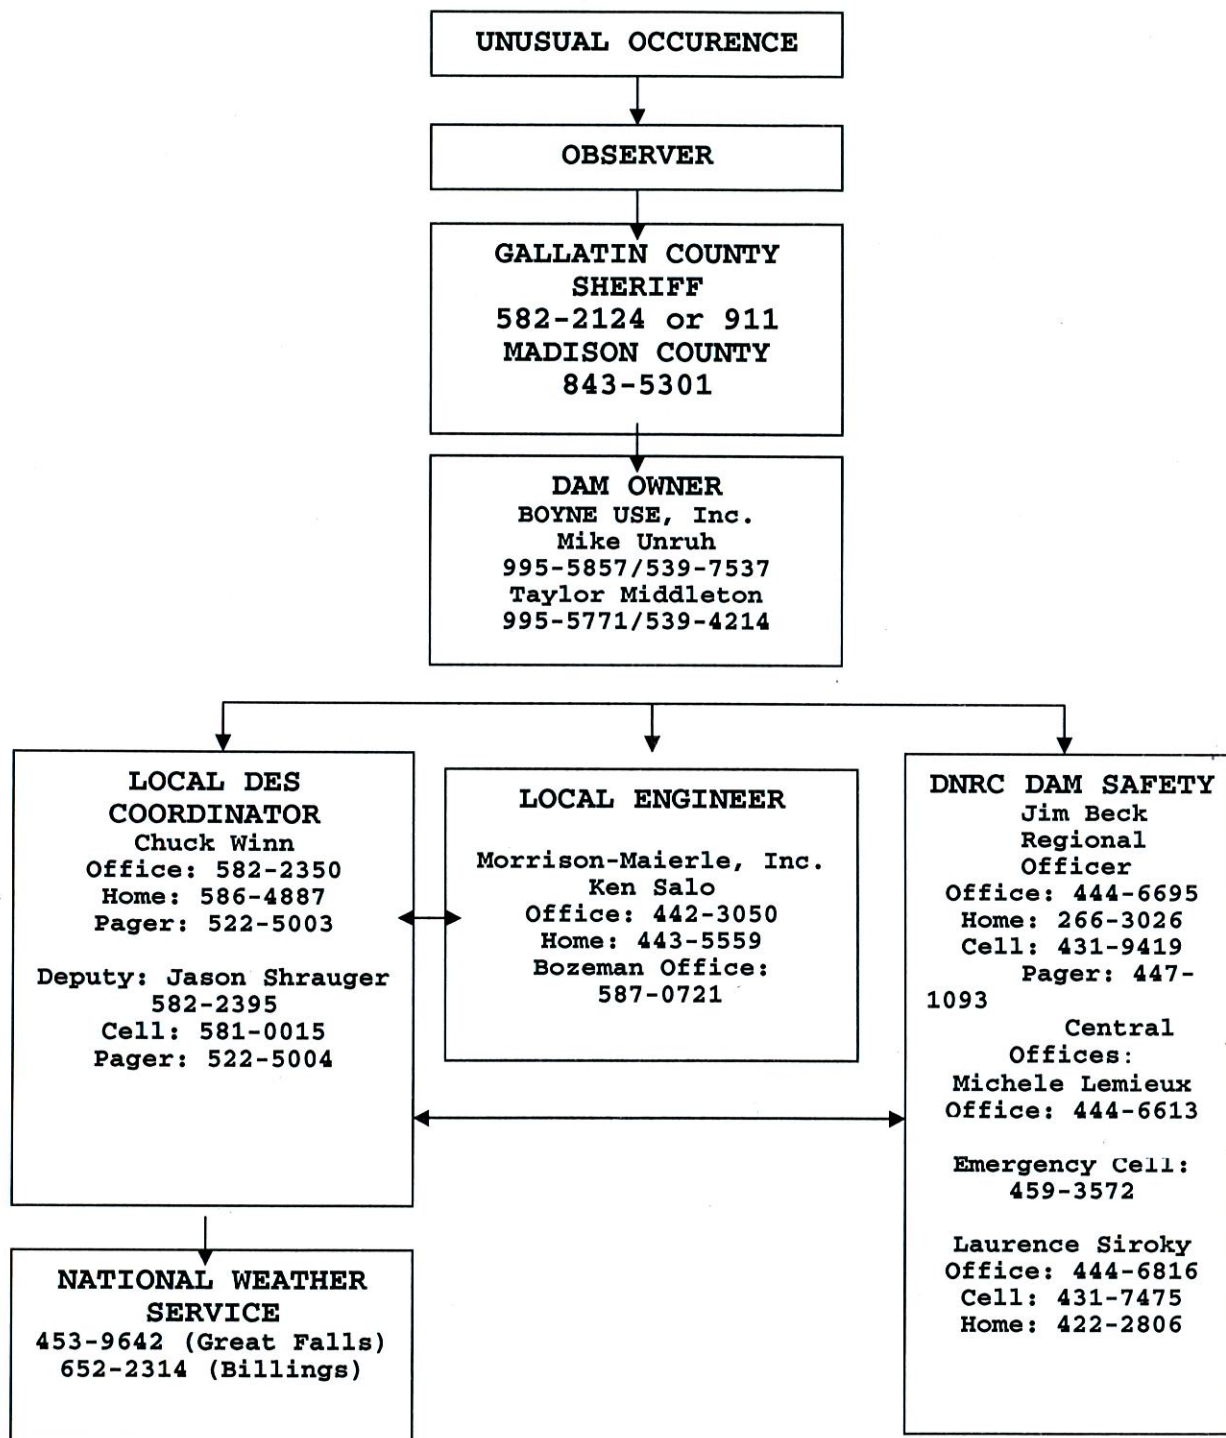 UNUSUAL OCCURENCE
OBSERVER
GALLATIN COUNTY
SHERIFF
582-2124 or 911
MADISON COUNTY
843-5301
DAM OWNER
BOYNE USE, Inc.
Mike Unruh
995-5857/539-7537
Taylor Middleton
995-5771/539-4214
LOCAL DES
COORDINATOR
Chuck Winn
Office: 582-2350
Home: 586-4887
Pager: 522-5003
Deputy: Jason Shrauger
582-2395
Cell: 581-0015
Pager: 522-5004
LOCAL ENGINEER
Morrison-Maierle, Inc.
Ken Salo
Office: 442-3050
Home: 443-5559
Bozeman Office:
587-0721
DNRC DAM SAFETY
Jim Beck
Regional
Officer
Office: 444-6695
Home: 266-3026
Cell: 431-9419
Pager: 447-
1093
Central
Offices:
Michele Lemieux
Office: 444-6613
Emergency Cell:
459-3572
Laurence Siroky
Office: 444-6816
Cell: 431-7475
Home: 422-2806
NATIONAL WEATHER
SERVICE
453-9642 (Great Falls)
652-2314 (Billings)